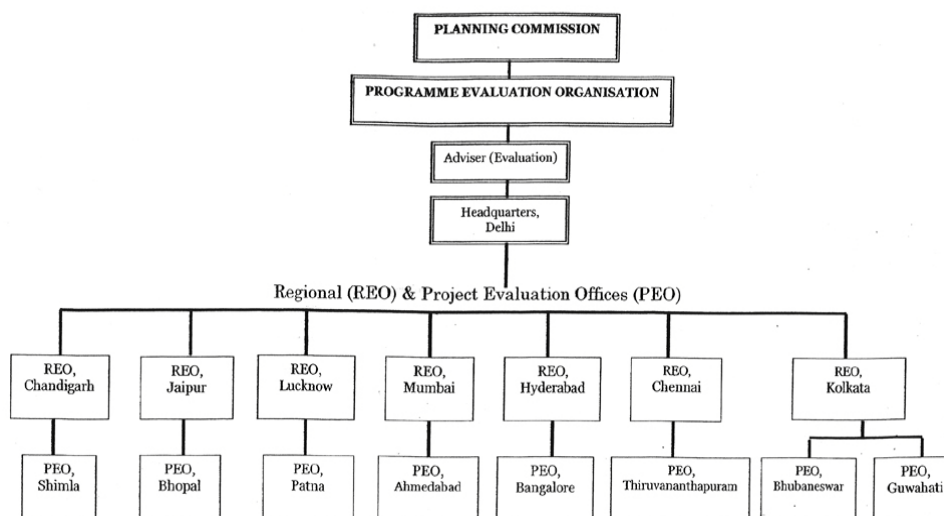 PLANNING COMMISSION
PROGRAMME EVALUATION ORGANISATION
Adviser (Evaluation)
Headquarters,
Delhi
Regional (REO) & Project Evaluation Offices (PEO)
REO,
Chandigarh
REO,
Jaipur
REO,
Lucknow
REO,
Mumbai
REO,
Hyderabad
REO,
Chennai
REO,
Kolkata
PEO,
Shimla
PEO,
Bhopal
PEO,
Patna
PEO,
Ahmedabad
PEO,
Bangalore
PEO,
Thiruvananthapuram
PEO,
Bhubaneswar
PEO,
Guwahati